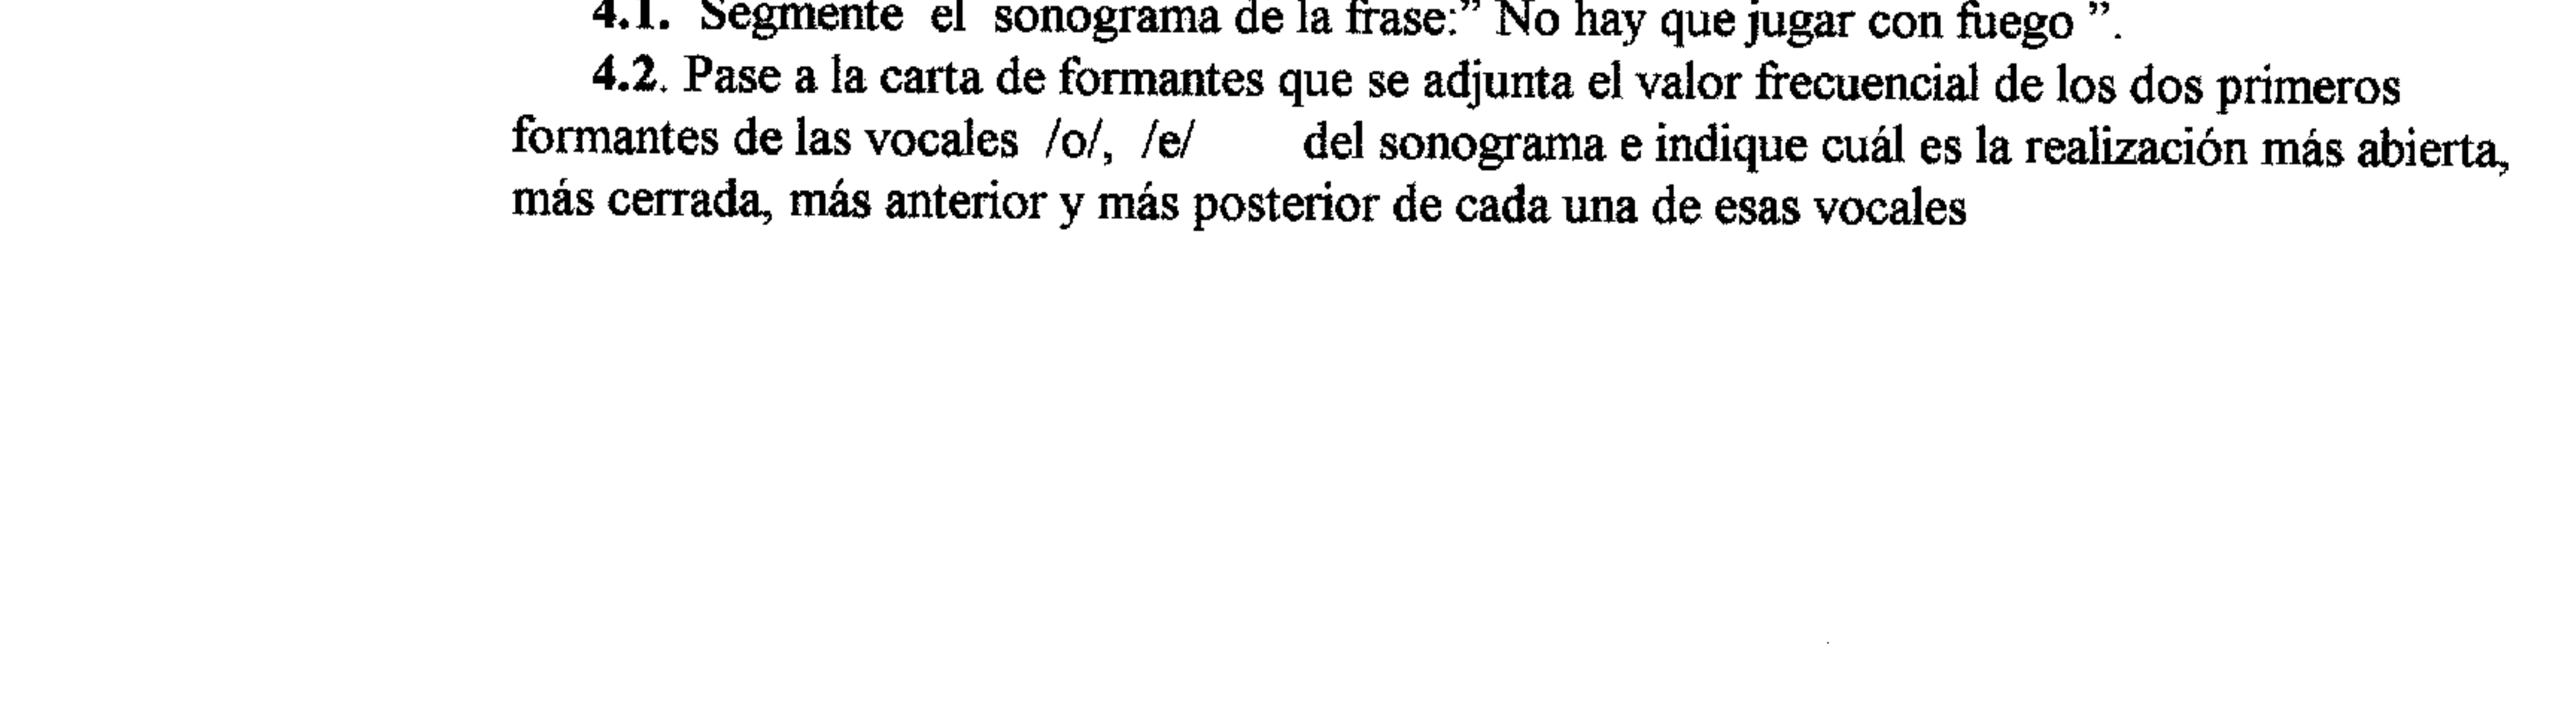 4.1. Segmente el sonograma de la frase:” No hay que jugar con fuego ”.
4.2. Pase a la carta de formantes que se adjunta el valor frecuencial de los dos primeros
formantes de las vocales /o/, /e/ del sonograma e indique cuál es la realización más abierta,
más cerrada, más anterior y más posterior de cada una de esas vocales